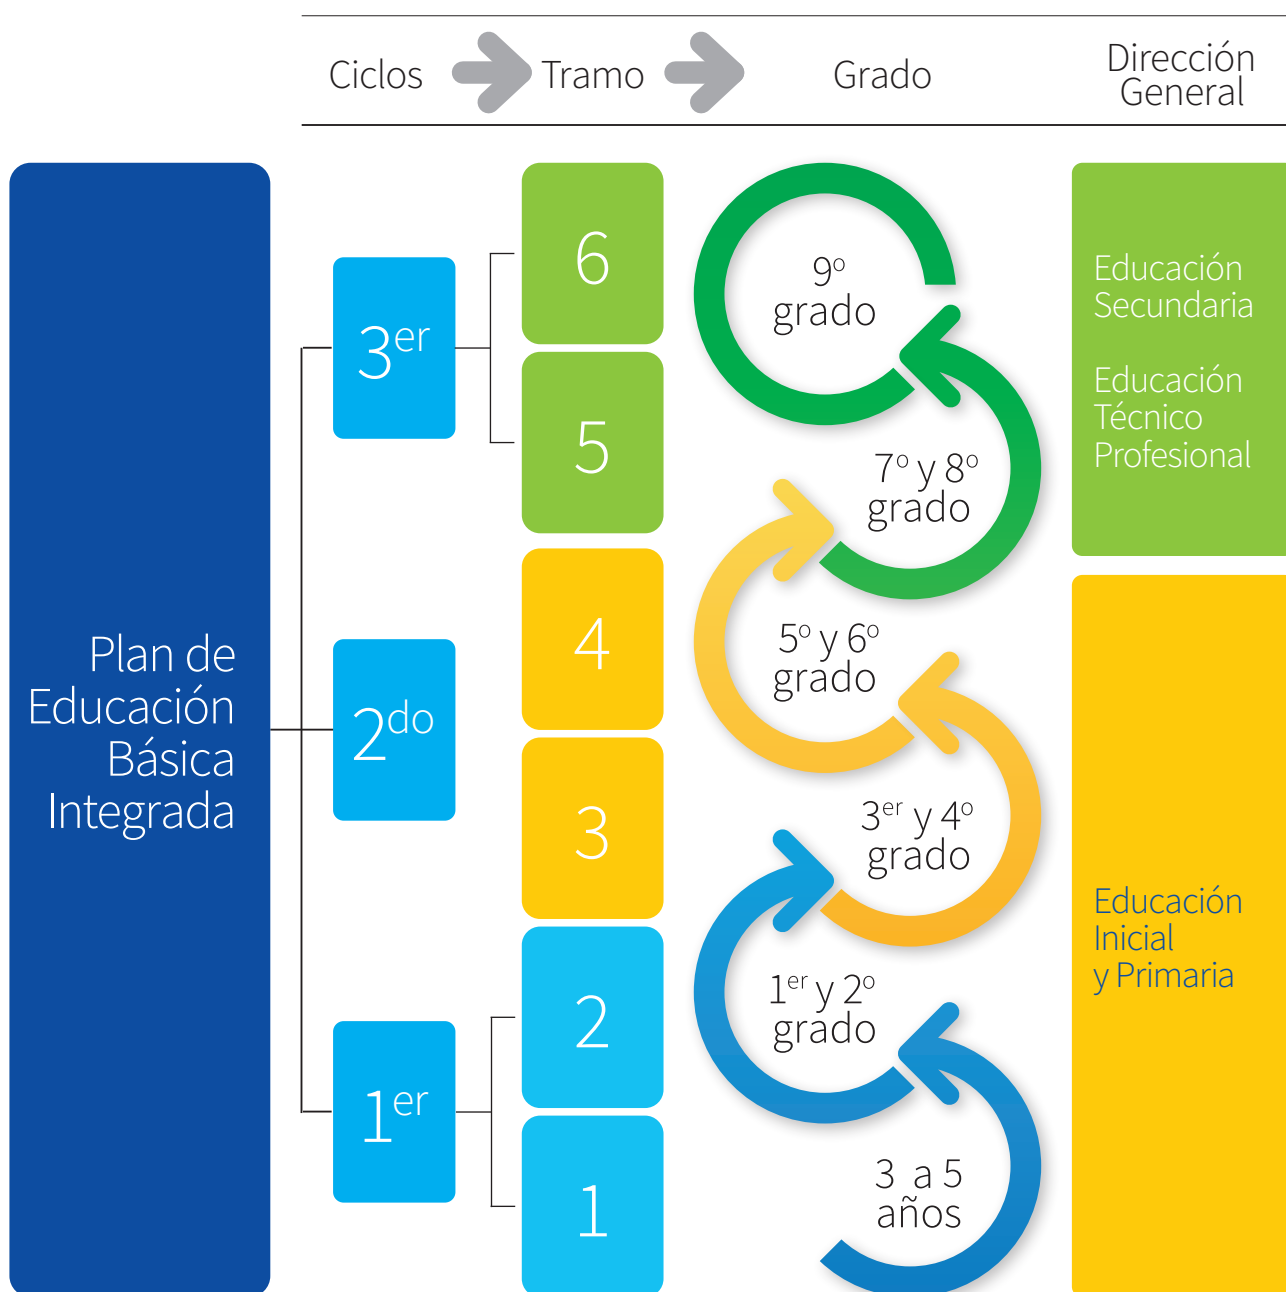 Ciclos
Tramo
Grado
Dirección
General
Plan de
Educación
Básica
Integrada
3er
2do
1er
6
5
4
3
2
1
9º
grado
7º y 8º
grado
5º y 6º
grado
3er y 4º
grado
1er y 2º
grado
3 a 5
años
Educación
Secundaria
Educación
Técnico
Profesional
Educación
Inicial
y Primaria